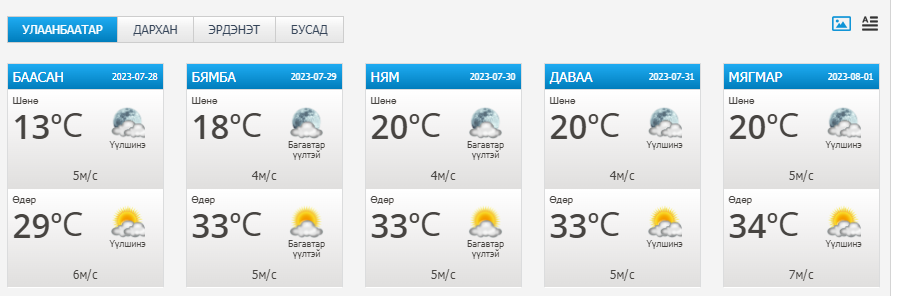 УЛААНБААТАР ДАРХАН ЭРДЭНЭТ БУСАД
БААСАН 2023-07-28
Шөнө
13°C
Үүлшинэ
5м/с
Өдөр
29°C
Үүлшинэ
6м/с
БЯМБА 2023-07-29
Шөнө
18°C
Багавтар
үүлтэй
4м/с
Өдөр
33°C
Багавтар
үүлтэй
5м/с
НЯМ 2023-07-30
Шөнө
20°C
Багавтар
үүлтэй
4м/с
Өдөр
33°C
Багавтар
үүлтэй
5м/с
ДАВАА 2023-07-31
Шөнө
20°C
Үүлшинэ
4м/с
Өдөр
33°C
Үүлшинэ
5м/с
МЯГМАР 2023-08-01
Шөнө
20°C
Үүлшинэ
5м/с
Өдөр
34°C
Үүлшинэ
7м/с